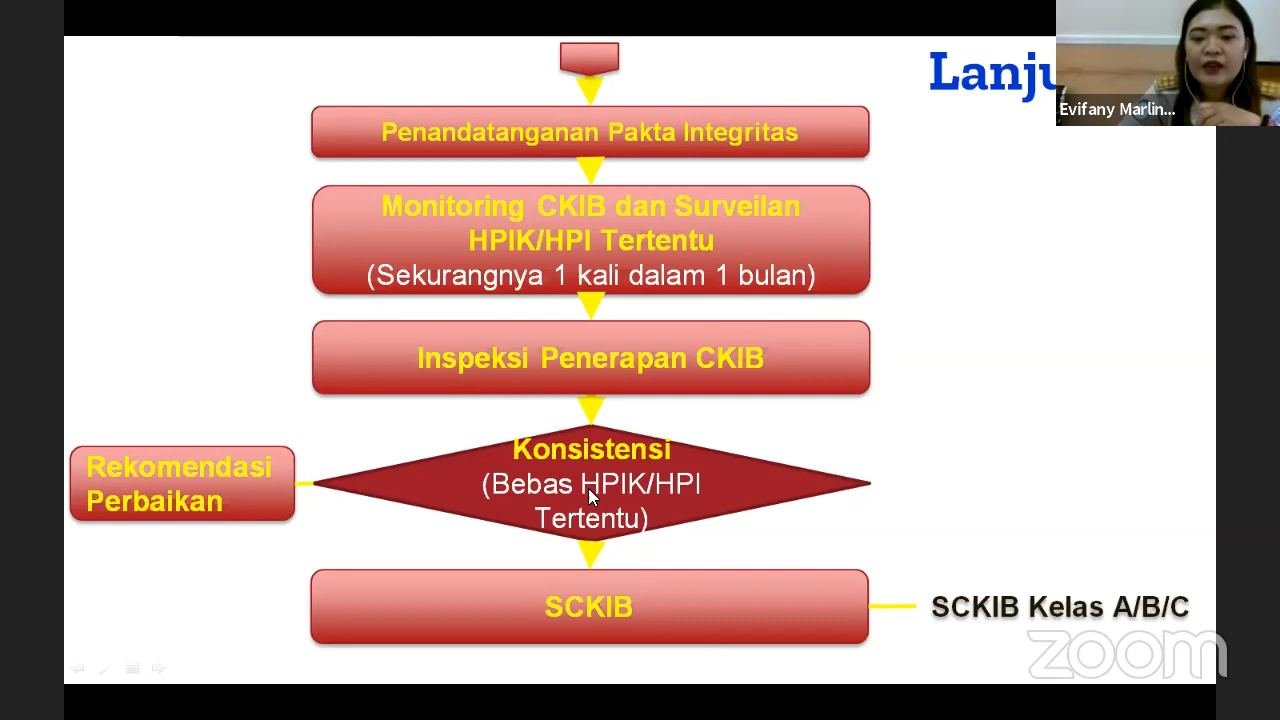 Lanju
Evifany Marlin...
Penandatanganan Pakta Integritas
Monitoring CKIB dan Surveilan
HPIK/HPI Tertentu
(Sekurangnya 1 kali dalam 1 bulan)
Inspeksi Penerapan CKIB
Konsistensi
(Bebas HPIK/HPI
Tertentu)
Rekomendasi
Perbaikan
SCKIB
SCKIB Kelas A/B/C
zoom